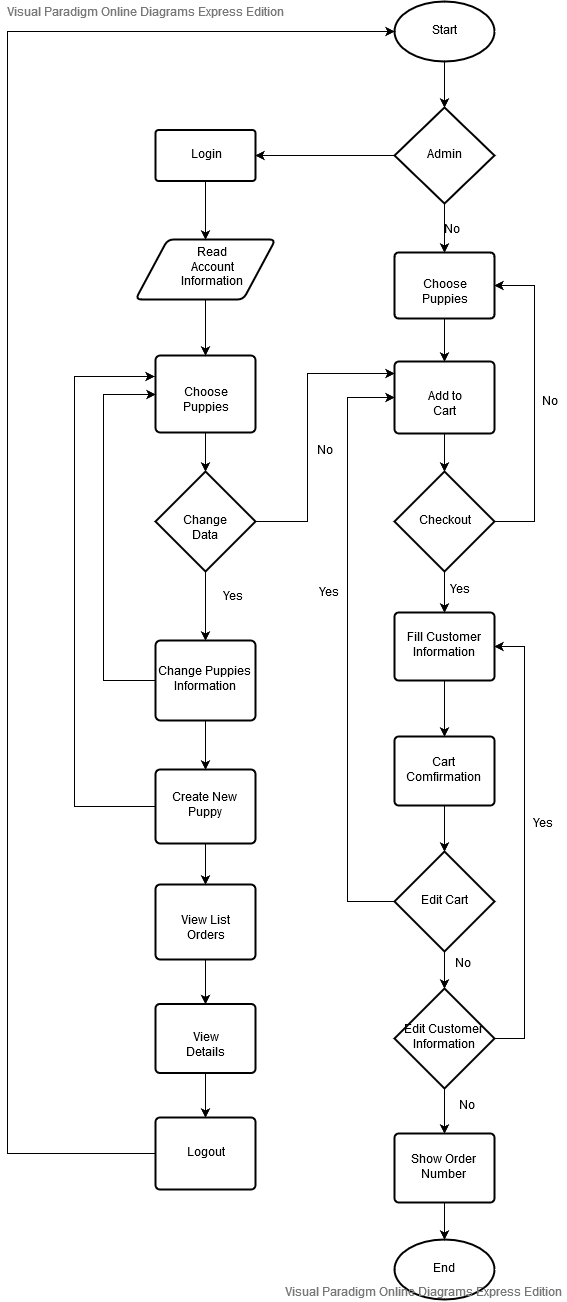 Visual Paradigm Online Diagrams Express Edition
Start
Admin
Login
No
Read
Account
Information
Choose
Puppies
Choose
Puppies
Add to
Cart
No
No
Change
Data
Checkout
Yes
Yes
Yes
Fill Customer
Information
Change Puppies
Information
Cart
Comfirmation
Create New
Puppy
Yes
Edit Cart
View List
Orders
No
Edit Customer
Information
View
Details
No
Logout
Show Order
Number
End
Visual Paradigm Online Diagrams Express Edition